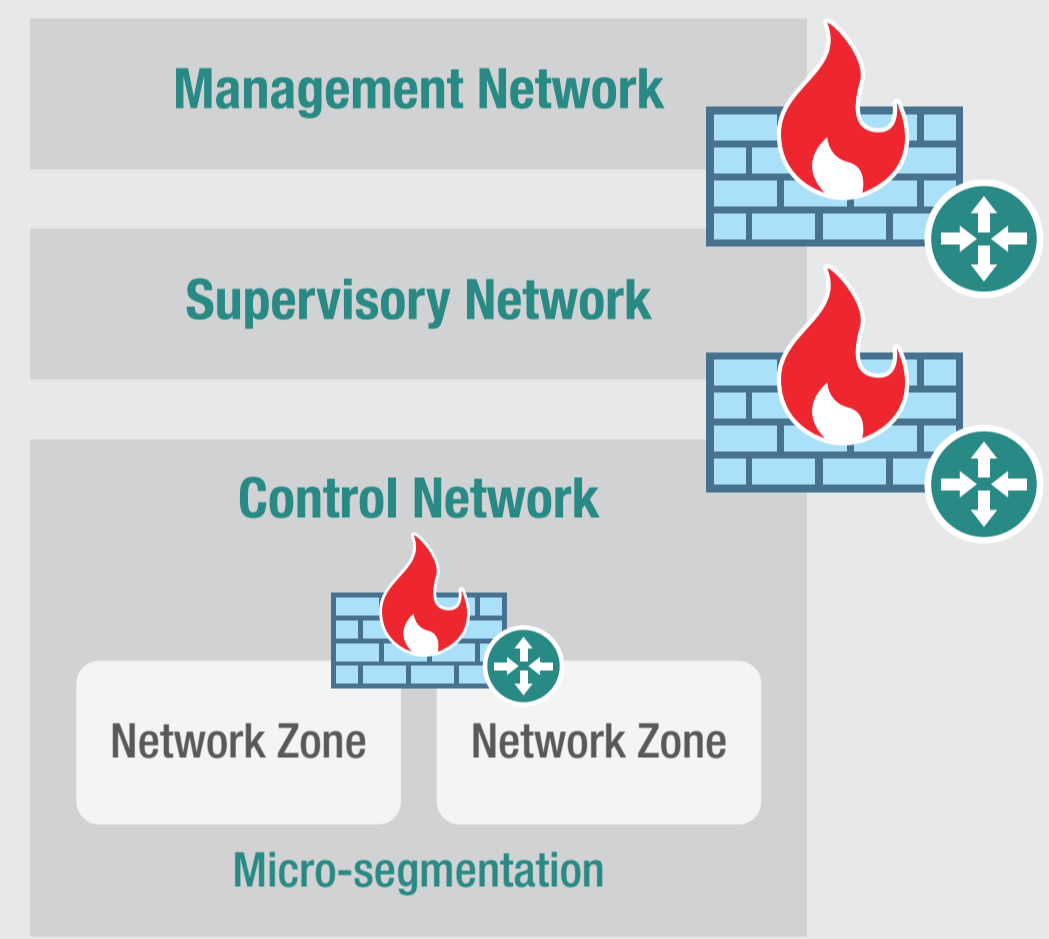 Management Network
Supervisory Network
Control Network
Network Zone
Network Zone
Micro-segmentation